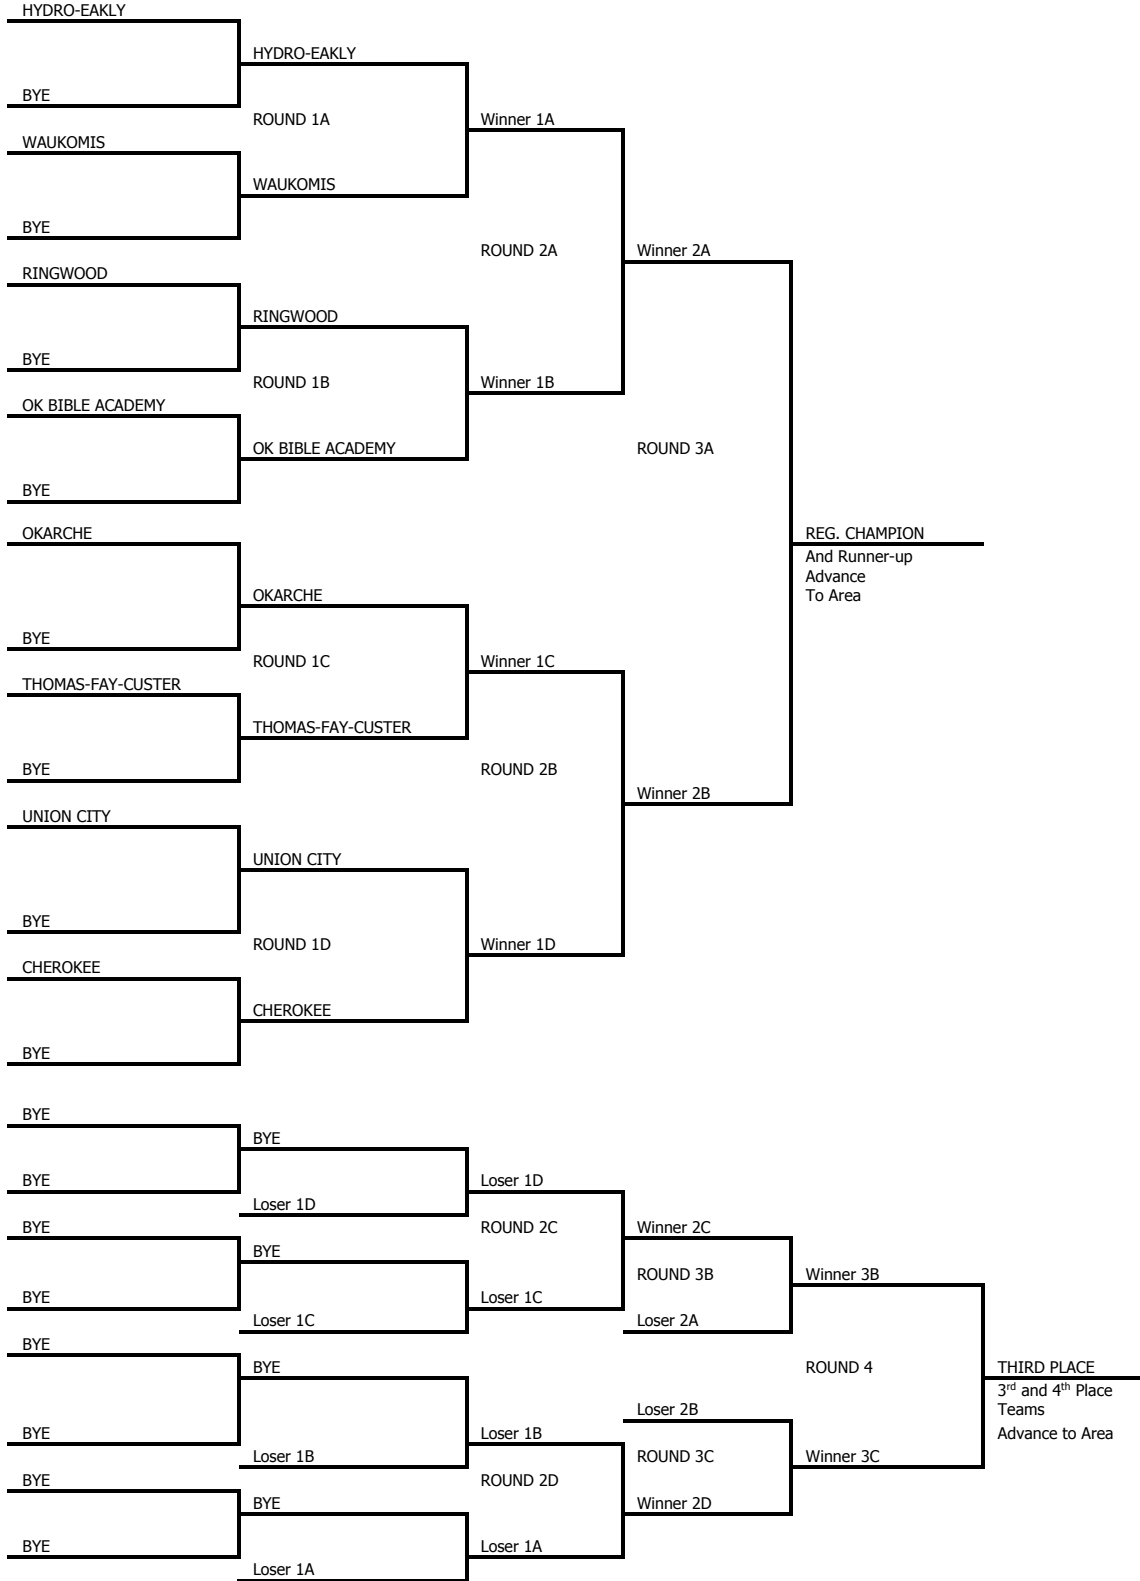 HYDRO-EAKLY
HYDRO-EAKLY
BYE
ROUND 1A
Winner 1A
WAUKOMIS
WAUKOMIS
BYE
ROUND 2A
Winner 2A
RINGWOOD
RINGWOOD
BYE
ROUND 1B
Winner 1B
OK BIBLE ACADEMY
OK BIBLE ACADEMY
ROUND 3A
BYE
OKARCHE
REG. CHAMPION
And Runner-up
Advance
To Area
OKARCHE
BYE
ROUND 1C
Winner 1C
THOMAS-FAY-CUSTER
THOMAS-FAY-CUSTER
BYE
ROUND 2B
Winner 2B
UNION CITY
UNION CITY
BYE
ROUND 1D
Winner 1D
CHEROKEE
CHEROKEE
BYE
BYE
BYE
BYE
Loser 1D
Loser 1D
BYE
ROUND 2C
Winner 2C
BYE
ROUND 3B
Winner 3B
BYE
Loser 1C
Loser 1C
Loser 2A
BYE
BYE
ROUND 4
THIRD PLACE
3rd and 4th Place
Teams
Advance to Area
Loser 2B
BYE
Loser 1B
Loser 1B
ROUND 3C
Winner 3C
BYE
ROUND 2D
BYE
Winner 2D
BYE
Loser 1A
Loser 1A